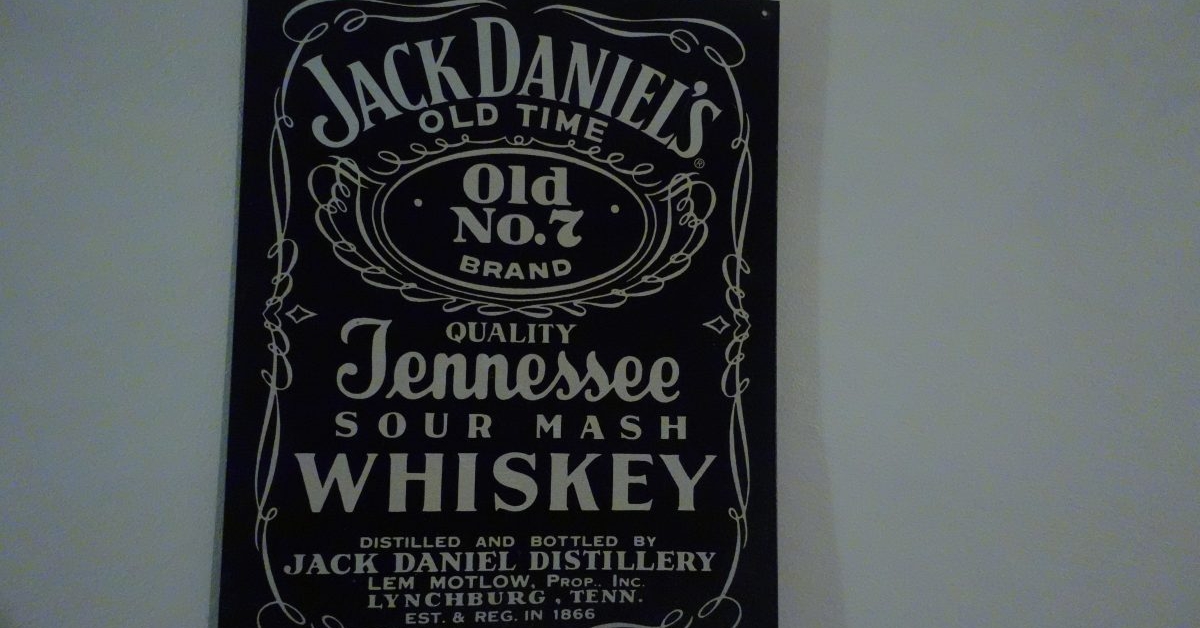 JACK DANIEL'S®
OLD TIME
Old
No.7
BRAND
QUALITY
Tennessee
SOUR MASH
WHISKEY
DISTILLED AND BOTTLED BY
JACK DANIEL DISTILLERY
LEM MOTLOW, PROP., INC.
LYNCHBURG, TENN.
EST. & REG. IN 1866